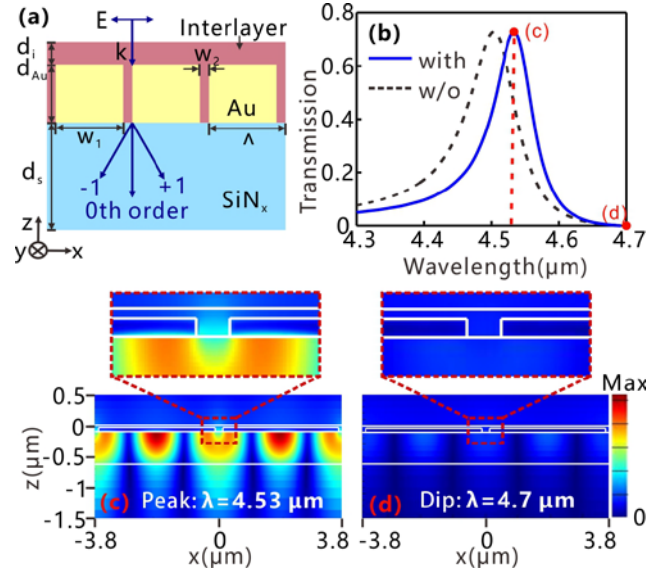 (a)
E
Interlayer
d_i
k
w_2
d_Au
Au
w_1
Λ
d_s
-1
+1
0th order
SiN_x
z
y
x
(b)
Transmission
0.8
0.6
0.4
0.2
0
with
w/o
(c)
(d)
4.3
4.4
4.5
4.6
4.7
Wavelength(μm)
z(μm)
0.5
0
-0.5
-1
-1.5
(c) Peak: λ=4.53 μm
-3.8
0
3.8
x(μm)
(d) Dip: λ=4.7 μm
-3.8
0
3.8
x(μm)
Max
0